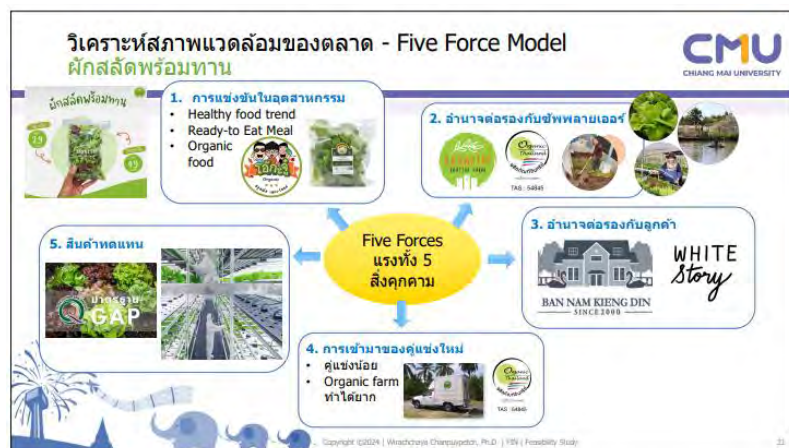 วิเคราะห์สภาพแวดล้อมของตลาด - Five Force Model
ผักสลัดพร้อมทาน
CMU
CHIANG MAI UNIVERSITY
ผักสลัดพร้อมทาน
1. การแข่งขันในอุตสาหกรรม
• Healthy food trend
• Ready-to Eat Meal
• Organic
food
Organic
2. อำนาจต่อรองกับซัพพลายเออร์
Organic
Thailand
TAS : 54845
3. อำนาจต่อรองกับลูกค้า
BAN NAM KIENG DIN
SINCE 2000
WHITE
Story
Five Forces
แรงทั้ง 5
สิ่งคุกคาม
5. สินค้าทดแทน
มาตรฐาน
GAP
4. การเข้ามาของคู่แข่งใหม่
• คู่แข่งน้อย
• Organic farm
ทำได้ยาก
Organic
Thailand
Copyright ©2024 | Wirachchaya Chanpuypetch, Ph.D | YIN | Feasibility Study